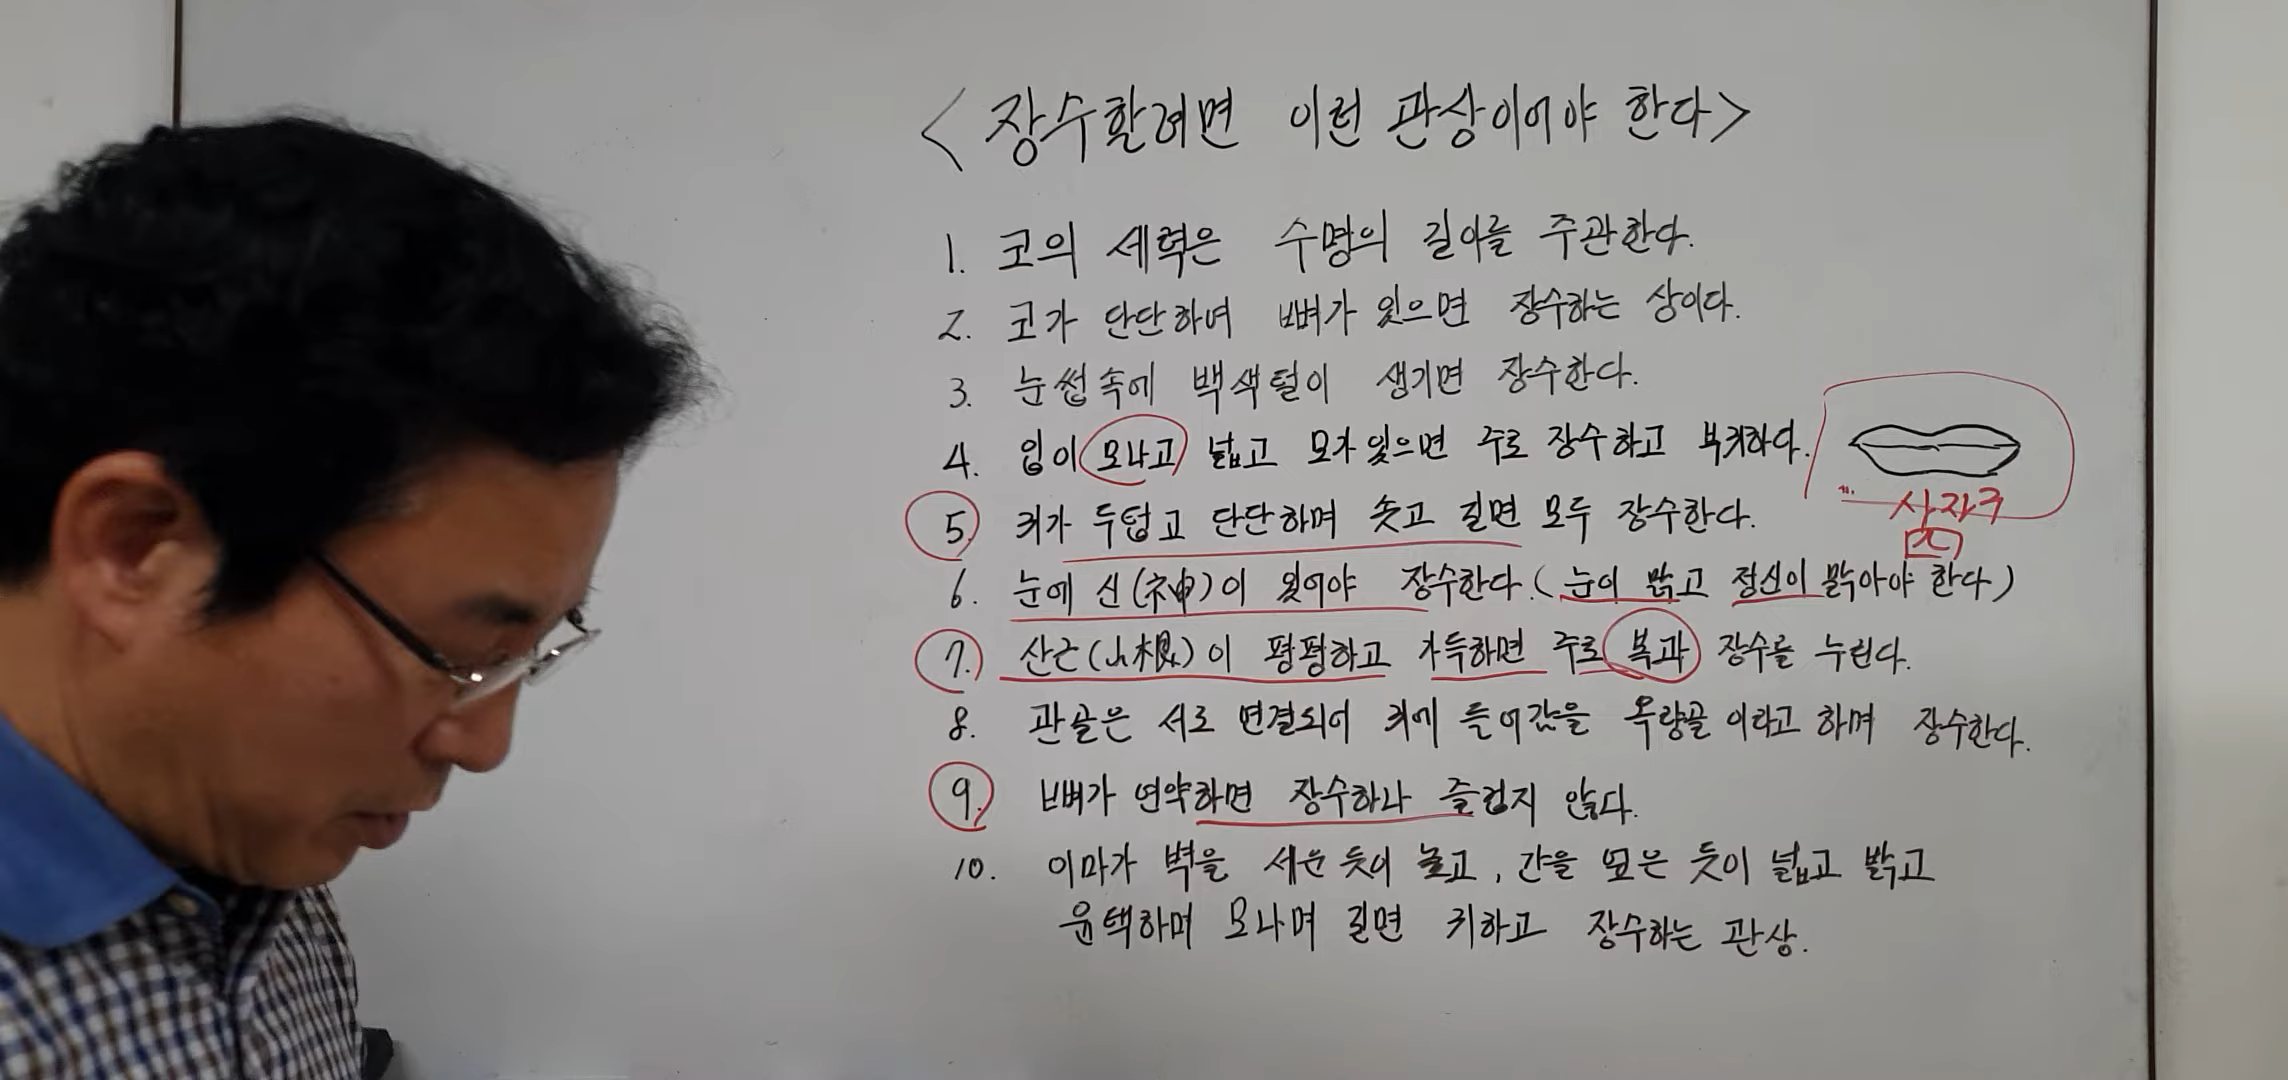 <장수할려면 이런 관상이어야 한다>
1. 코의 세력은 수명의 길이를 주관한다.
2. 코가 단단하며 뼈가 있으면 장수하는 상이다.
3. 눈썹속에 백색털이 생기면 장수한다.
4. 입이 모나고 넓고 모가있으면 주로 장수하고 부귀하다.
사자구
口
5. 귀가 두텁고 단단하며 솟고 길면 모두 장수한다.
6. 눈에 신(神)이 있어야 장수한다.(눈이 맑고 정신이 맑아야 한다)
7. 산근(山根)이 평평하고 가득하면 주로 복과 장수를 누린다.
8. 관골은 서로 연결되어 귀에 들어감을 옥량골 이라고 하며 장수한다.
9. 뼈가 연약하면 장수하나 즐겁지 않다.
10. 이마가 벽을 세운 듯이 높고, 간을 엎은 듯이 넓고 밝고
윤택하며 모나며 길면 귀하고 장수하는 관상.